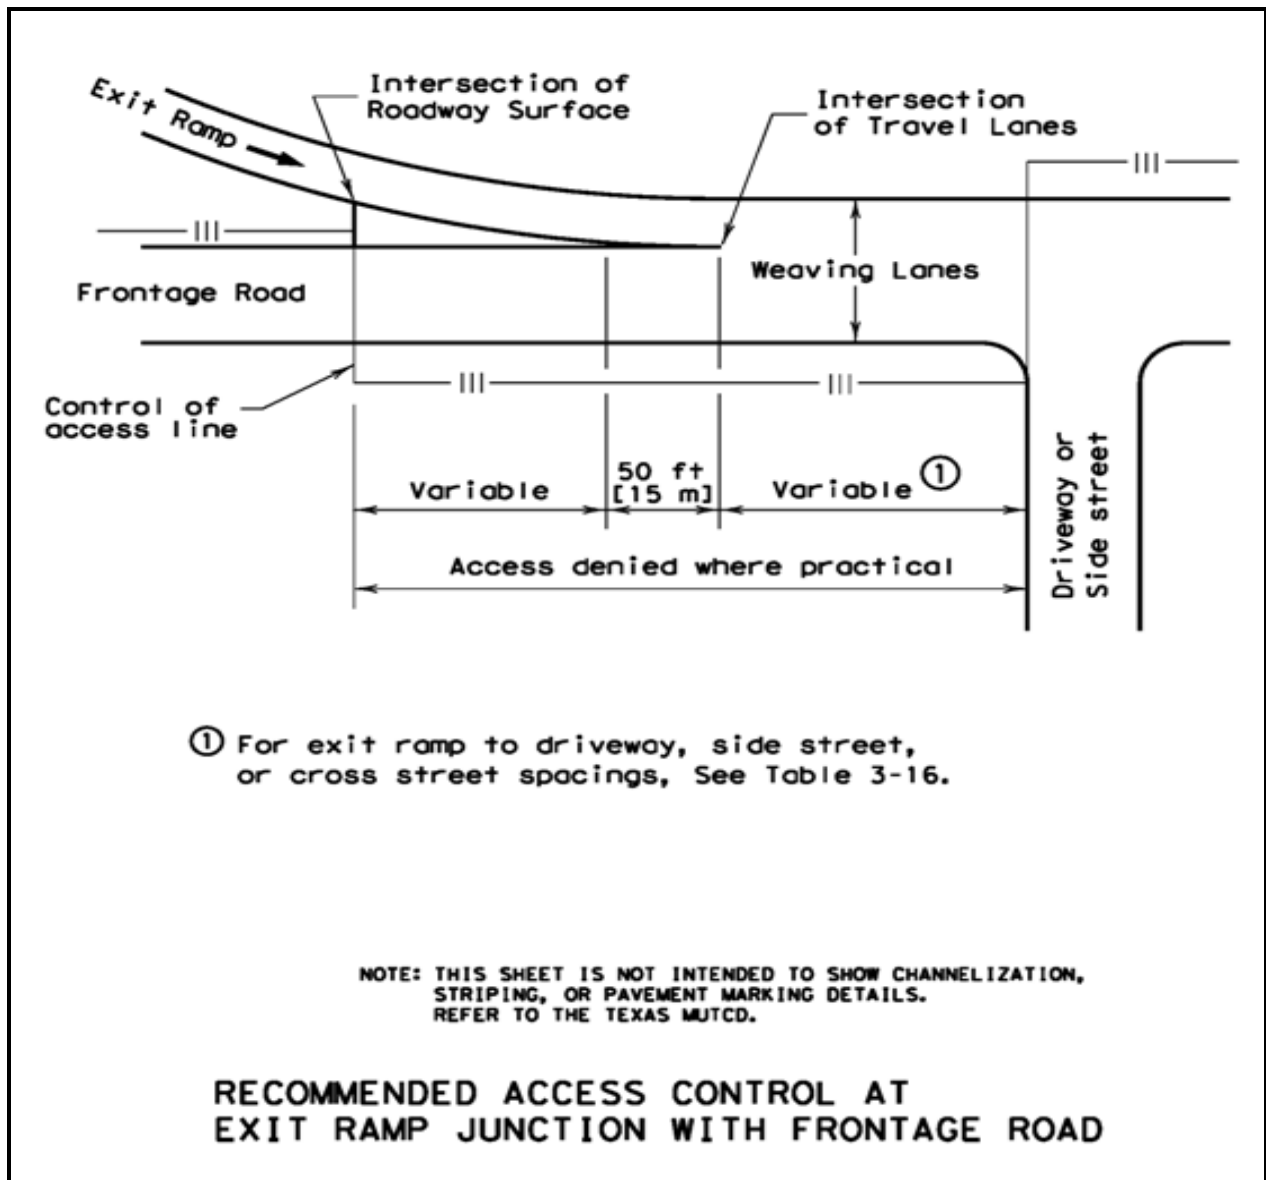 Exit Ramp
Intersection of
Roadway Surface
Intersection
of Travel Lanes
Weaving Lanes
Frontage Road
Control of
access line
Variable
50 ft
[15 m]
Variable ①
Access denied where practical
Driveway or
Side street
① For exit ramp to driveway, side street,
or cross street spacings, See Table 3-16.
NOTE: THIS SHEET IS NOT INTENDED TO SHOW CHANNELIZATION,
STRIPING, OR PAVEMENT MARKING DETAILS.
REFER TO THE TEXAS MUTCD.
RECOMMENDED ACCESS CONTROL AT
EXIT RAMP JUNCTION WITH FRONTAGE ROAD